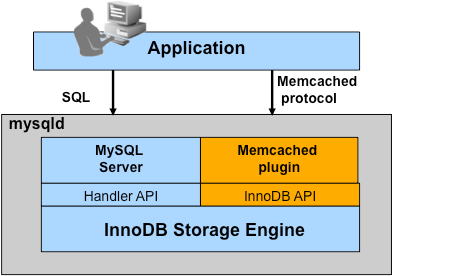 Application
SQL
Memcached
protocol
mysqld
MySQL
Server
Memcached
plugin
Handler API
InnoDB API
InnoDB Storage Engine